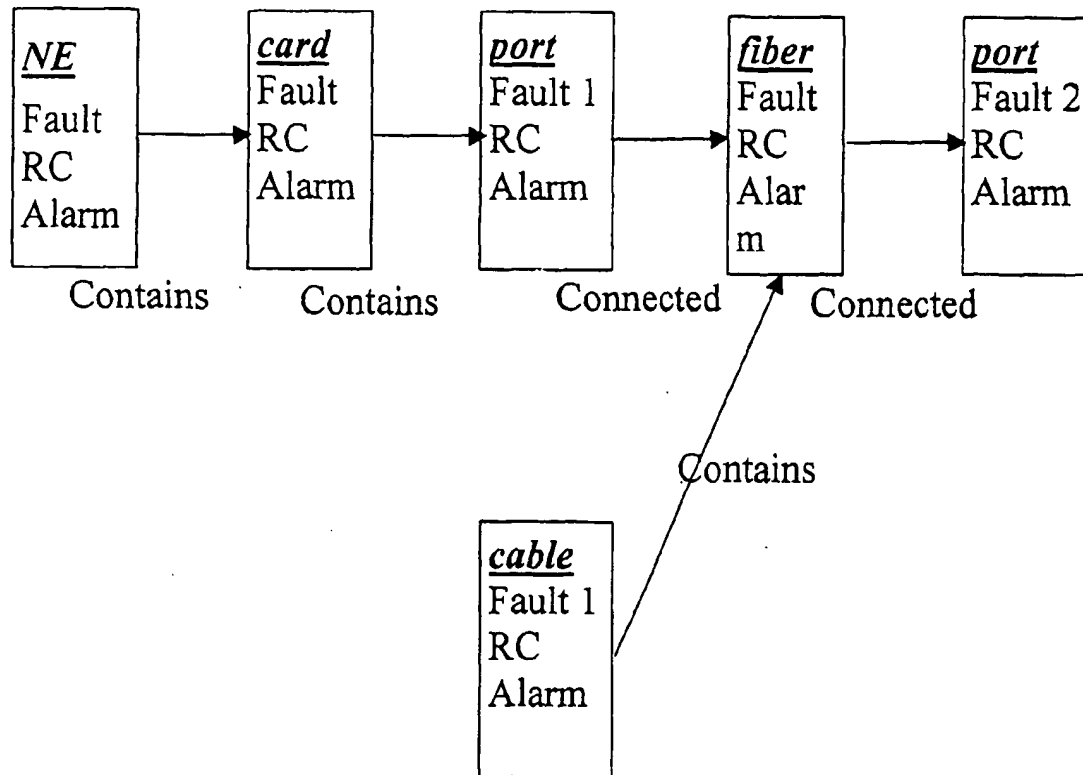 NE
Fault
RC
Alarm
card
Fault
RC
Alarm
port
Fault 1
RC
Alarm
fiber
Fault
RC
Alar
m
port
Fault 2
RC
Alarm
Contains
Contains
Connected
Connected
Contains
cable
Fault 1
RC
Alarm